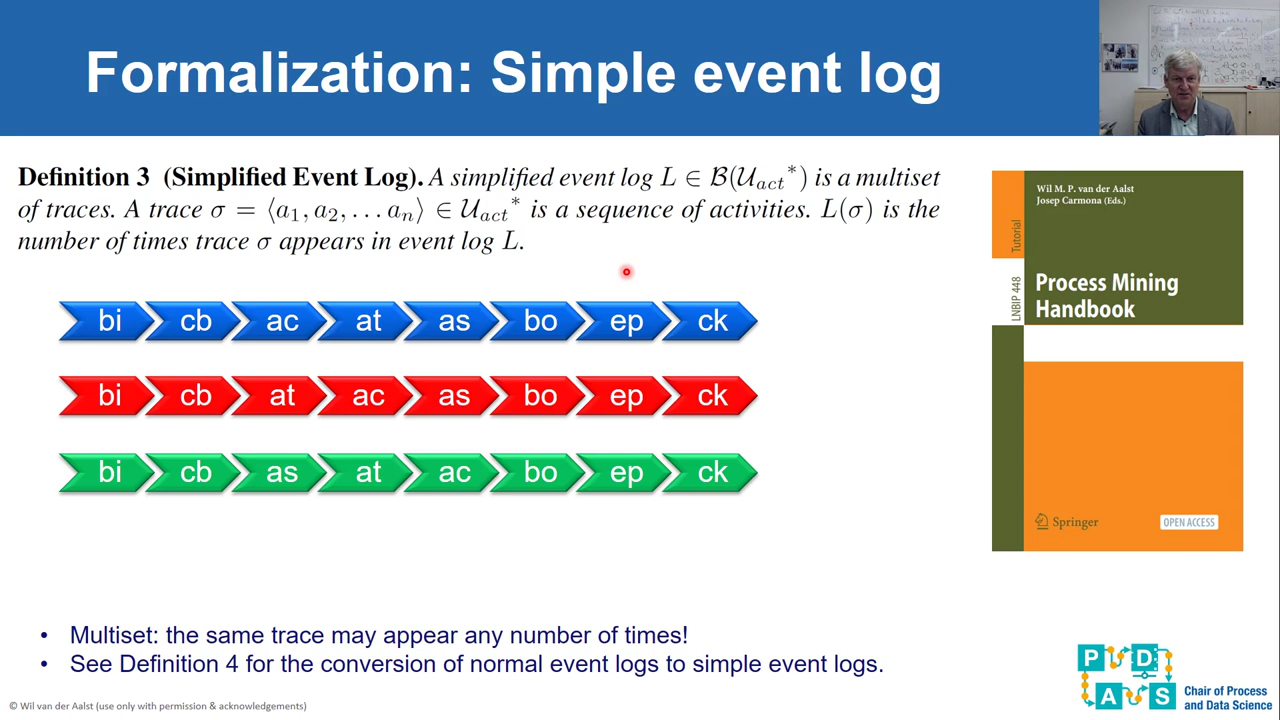 Formalization: Simple event log
Definition 3 (Simplified Event Log). A simplified event log L ∈ B(U_act*) is a multiset
of traces. A trace σ = ⟨a₁, a₂, … aₙ⟩ ∈ U_act* is a sequence of activities. L(σ) is the
number of times trace σ appears in event log L.
bi cb ac at as bo ep ck
bi cb at ac as bo ep ck
bi cb as at ac bo ep ck
• Multiset: the same trace may appear any number of times!
• See Definition 4 for the conversion of normal event logs to simple event logs.
Wil M. P. van der Aalst
Josep Carmona (Eds.)
Tutorial
LNBIP 448
Process Mining
Handbook
Springer
OPEN ACCESS
P D
A S
Chair of Process
and Data Science
© Wil van der Aalst (use only with permission & acknowledgements)